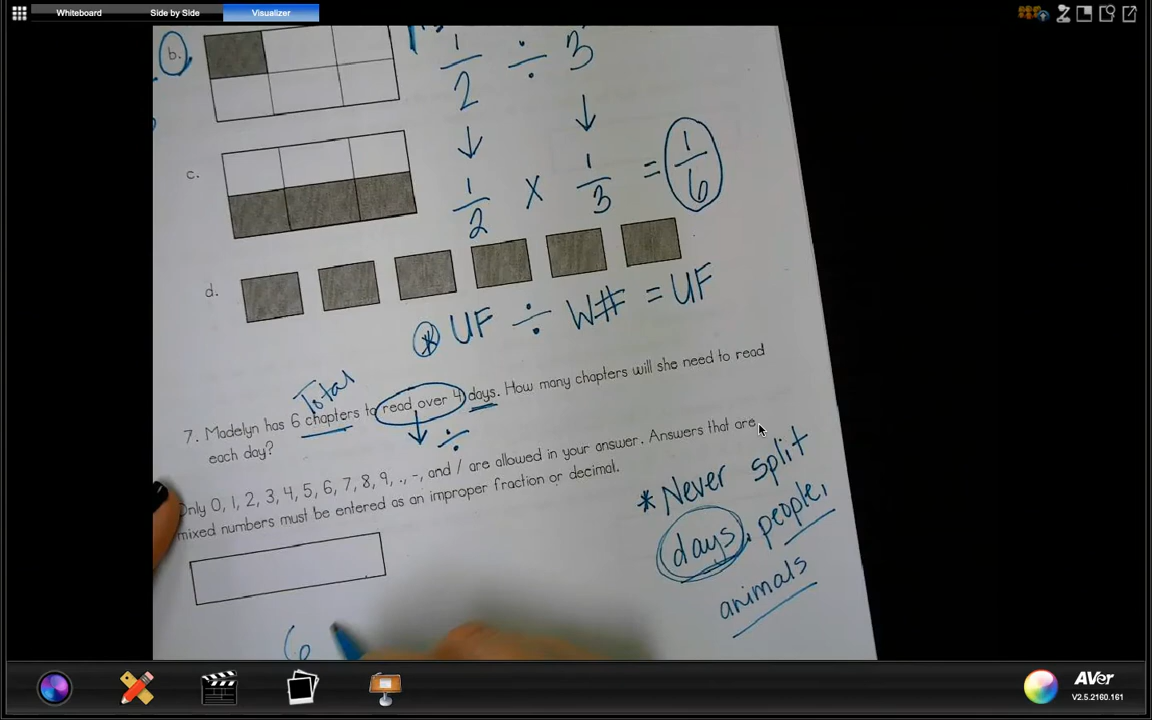 Whiteboard Side by Side Visualizer
b.
1/2 ÷ 3
↓ ↓
c.
1/2 X 1/3 = 1/6
d.
* UF ÷ W# = UF
Total
7. Madelyn has 6 chapters to read over 4 days. How many chapters will she need to read
each day?
↓ ÷
Only 0, 1, 2, 3, 4, 5, 6, 7, 8, 9, ., -, and / are allowed in your answer. Answers that are
mixed numbers must be entered as an improper fraction or decimal.
* Never split
days, people,
animals
6
AVer
V2.5.2160.161